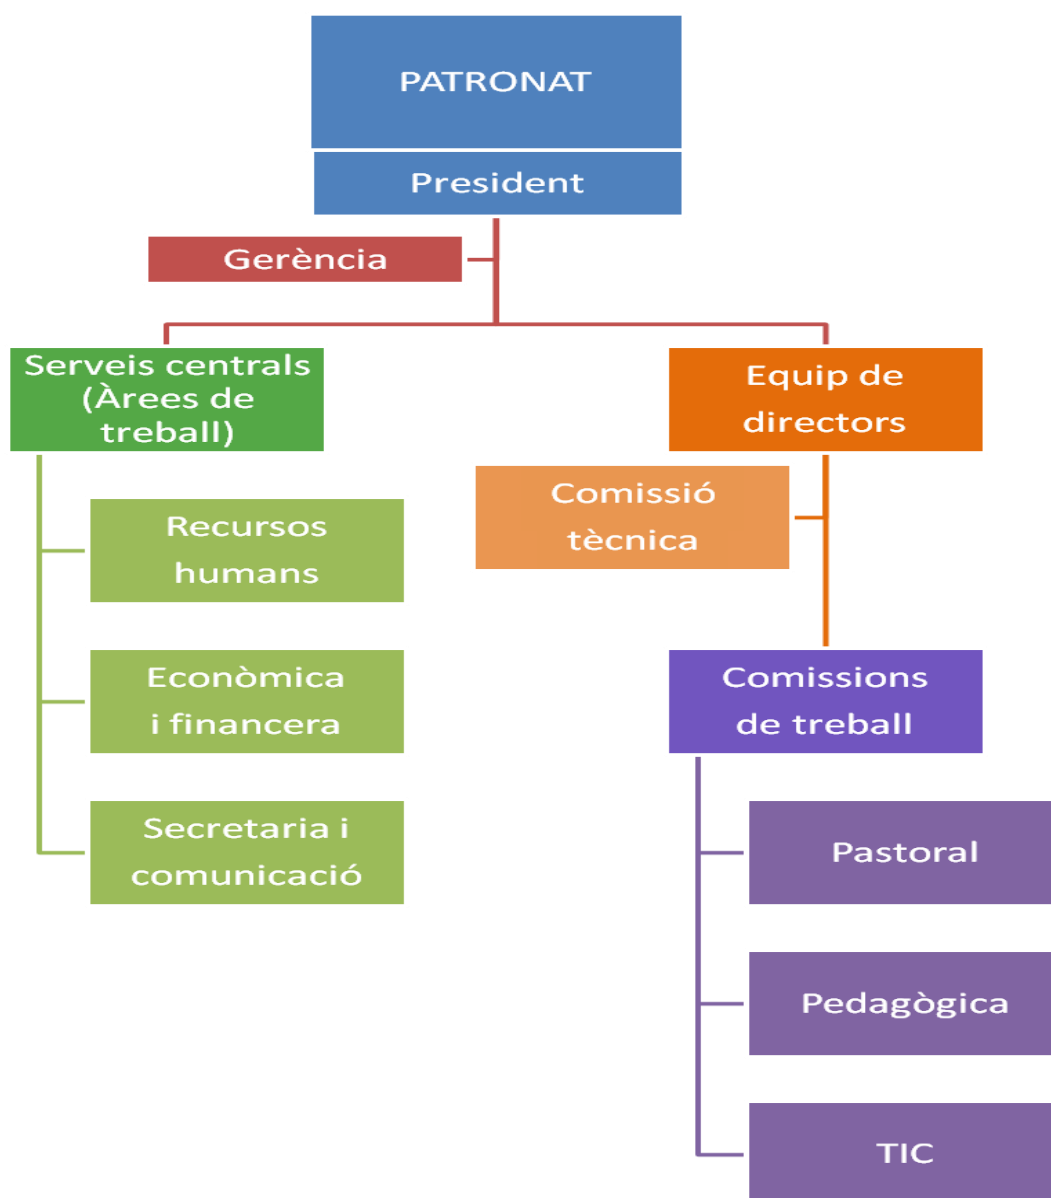 PATRONAT
President
Gerència
Serveis centrals
(Àrees de
treball)
Recursos
humans
Econòmica
i financera
Secretaria i
comunicació
Equip de
directors
Comissió
tècnica
Comissions
de treball
Pastoral
Pedagògica
TIC